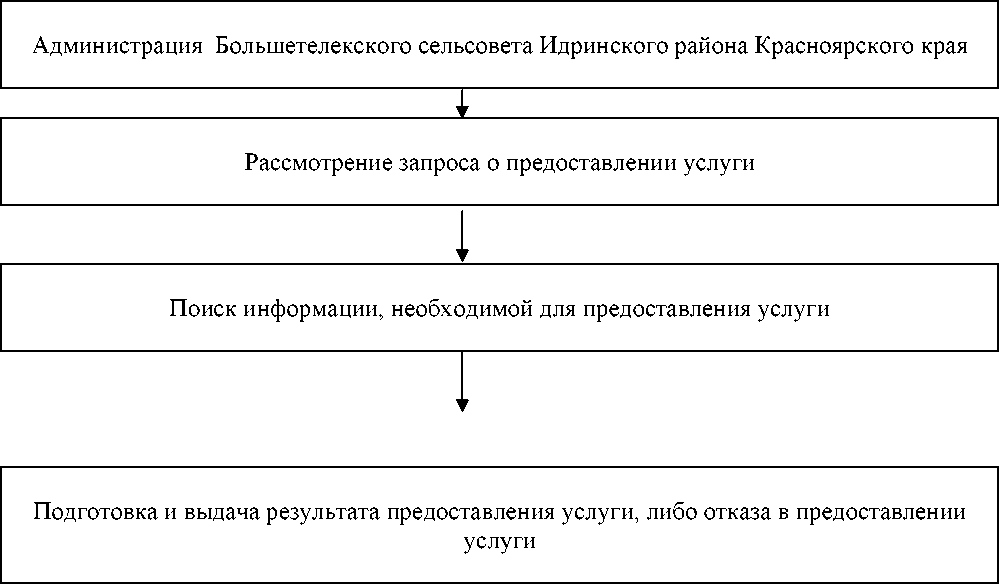 Администрация  Большетелекского сельсовета Идринского района Красноярского края
Рассмотрение запроса о предоставлении услуги
Поиск информации, необходимой для предоставления услуги
Подготовка и выдача результата предоставления услуги, либо отказа в предоставлении
услуги